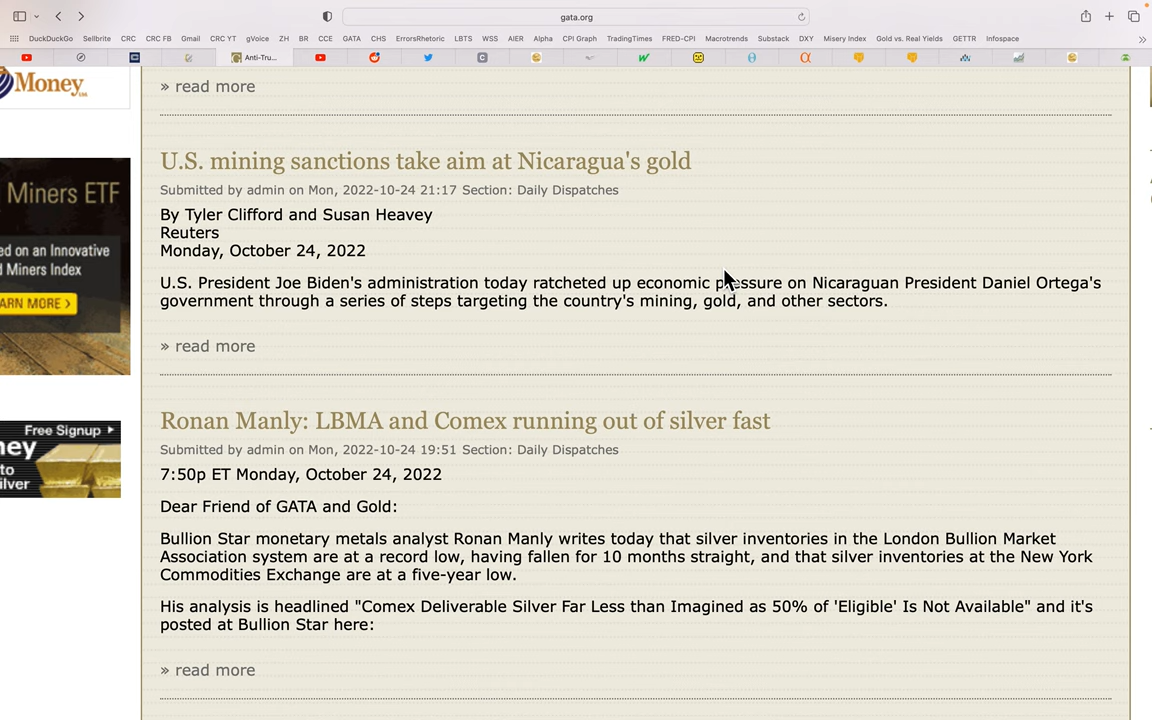 gata.org
DuckDuckGo Sellbrite CRC CRC FB Gmail CRC YT gVoice ZH BR CCE GATA CHS ErrorsRhetoric LBTS WSS AIER Alpha CPI Graph TradingTimes FRED-CPI Macrotrends Substack DXY Misery Index Gold vs. Real Yields GETTR Infospace
Anti-Tru...
Money
» read more
U.S. mining sanctions take aim at Nicaragua's gold
Submitted by admin on Mon, 2022-10-24 21:17 Section: Daily Dispatches
By Tyler Clifford and Susan Heavey
Reuters
Monday, October 24, 2022
U.S. President Joe Biden's administration today ratcheted up economic pressure on Nicaraguan President Daniel Ortega's
government through a series of steps targeting the country's mining, gold, and other sectors.
» read more
Miners ETF
ed on an Innovative
d Miners Index
ARN MORE >
Ronan Manly: LBMA and Comex running out of silver fast
Submitted by admin on Mon, 2022-10-24 19:51 Section: Daily Dispatches
7:50p ET Monday, October 24, 2022
Dear Friend of GATA and Gold:
Bullion Star monetary metals analyst Ronan Manly writes today that silver inventories in the London Bullion Market
Association system are at a record low, having fallen for 10 months straight, and that silver inventories at the New York
Commodities Exchange are at a five-year low.
His analysis is headlined "Comex Deliverable Silver Far Less than Imagined as 50% of 'Eligible' Is Not Available" and it's
posted at Bullion Star here:
» read more
Free Signup
ney
to
ilver